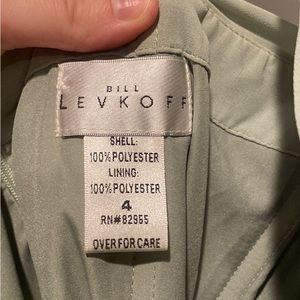 BILL
LEVKOFF
SHELL:
100%POLYESTER
LINING:
100%POLYESTER
4
RN#82955
OVER FOR CARE